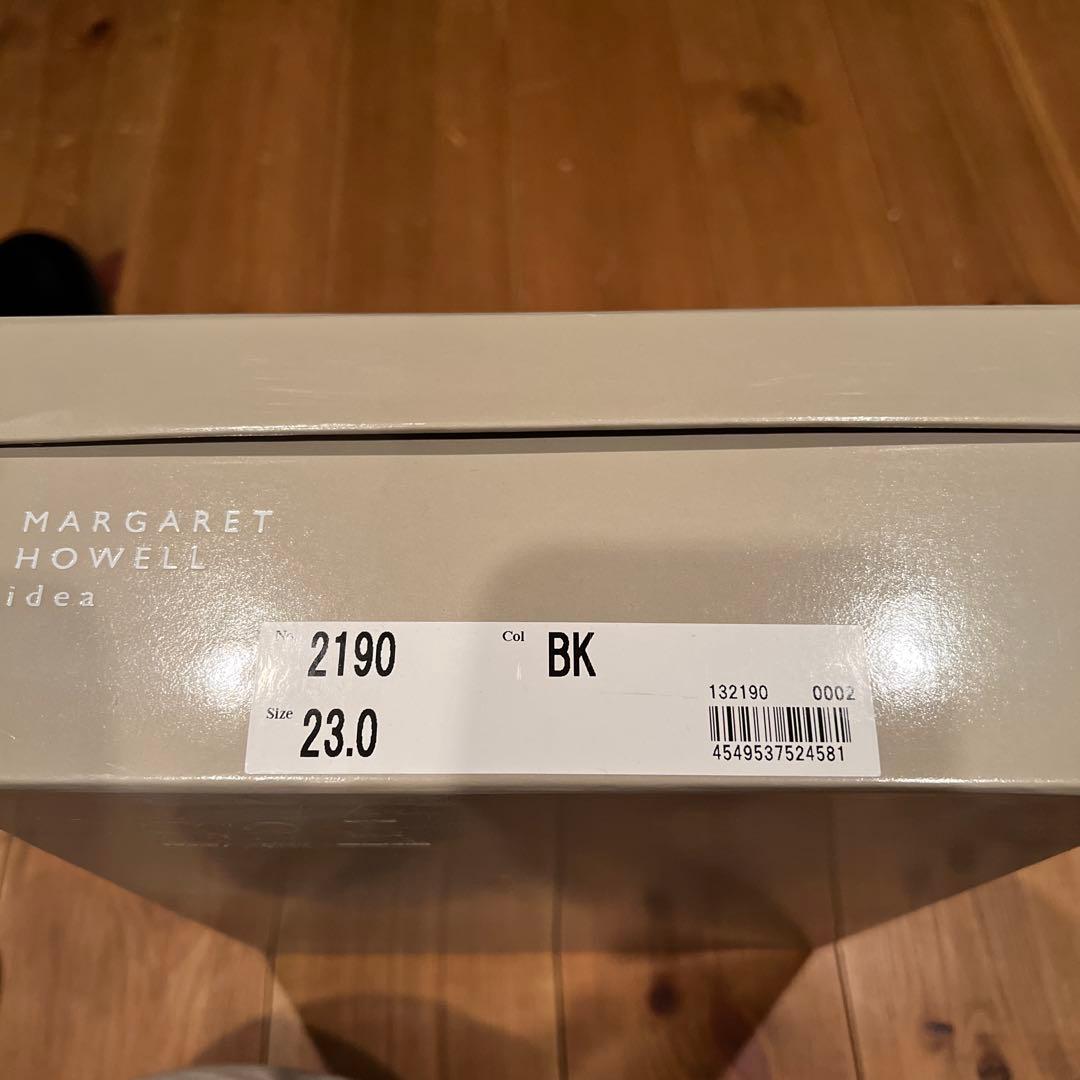 MARGARET
HOWELL
idea
No. 2190 Col BK
132190 0002
Size 23.0
4549537524581